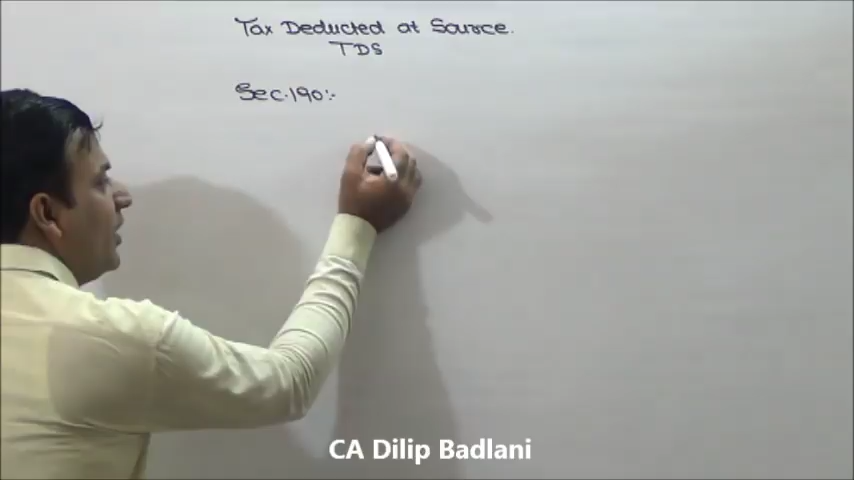 Tax Deducted at Source.
TDS
Sec.190:-
CA Dilip Badlani